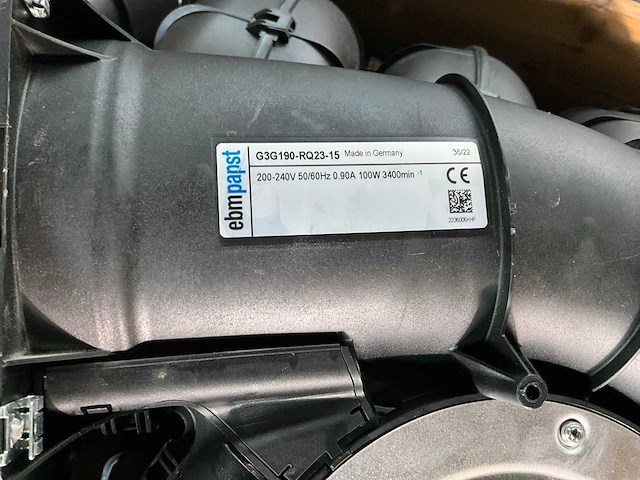 ebmpapst
G3G190-RQ23-15 Made in Germany 36/22
200-240V 50/60Hz 0.90A 100W 3400min⁻¹
CE